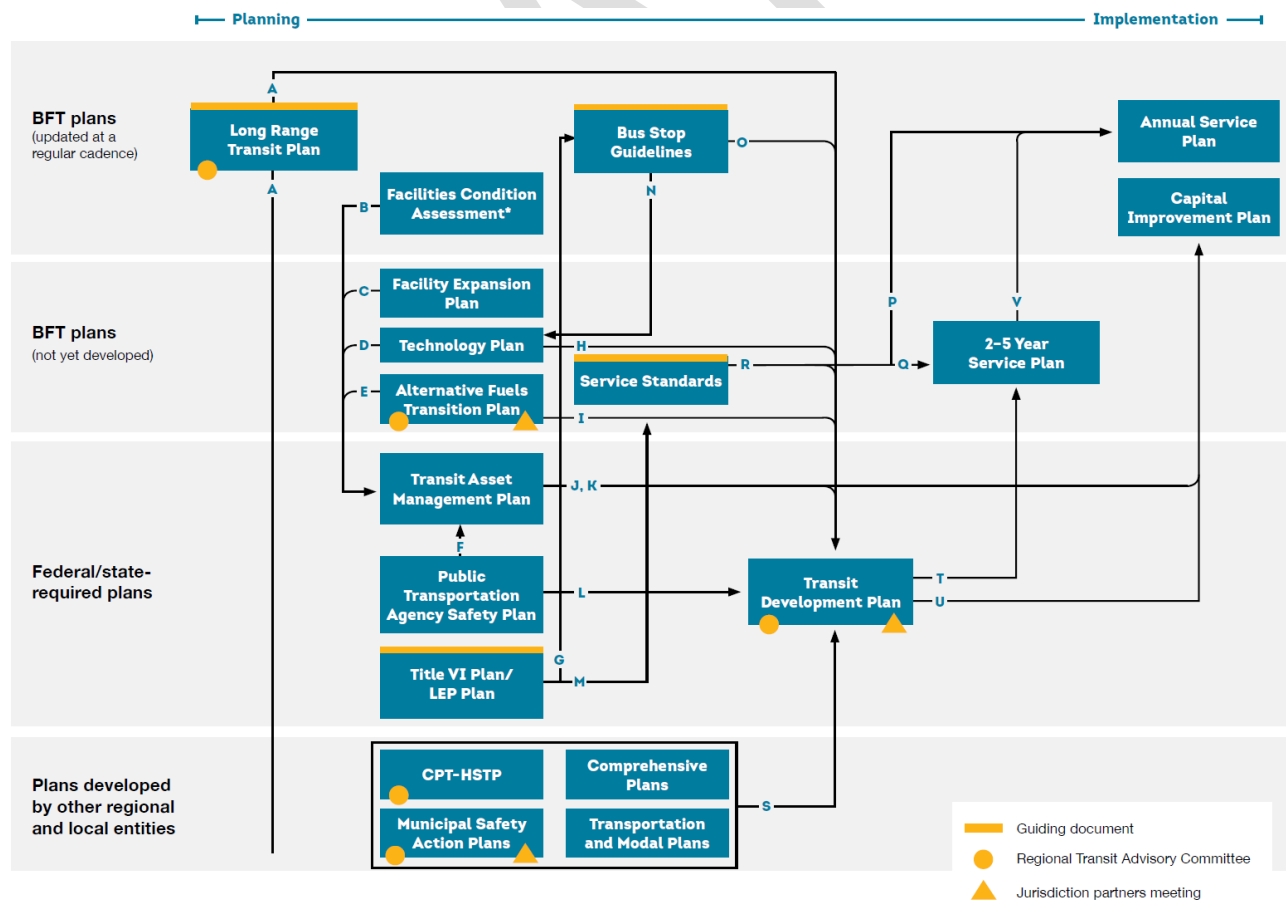 Planning
Implementation
BFT plans
(updated at a
regular cadence)
A
Long Range
Transit Plan
A
Bus Stop
Guidelines
O
Annual Service
Plan
B
Facilities Condition
Assessment*
N
Capital
Improvement Plan
BFT plans
(not yet developed)
C
Facility Expansion
Plan
P
V
D
Technology Plan
H
2–5 Year
Service Plan
Service Standards
R
Q
E
Alternative Fuels
Transition Plan
I
Federal/state-
required plans
Transit Asset
Management Plan
J, K
F
Public
Transportation
Agency Safety Plan
L
Transit
Development Plan
T
U
Title VI Plan/
LEP Plan
G
M
Plans developed
by other regional
and local entities
CPT-HSTP
Comprehensive
Plans
Municipal Safety
Action Plans
Transportation
and Modal Plans
S
Guiding document
Regional Transit Advisory Committee
Jurisdiction partners meeting